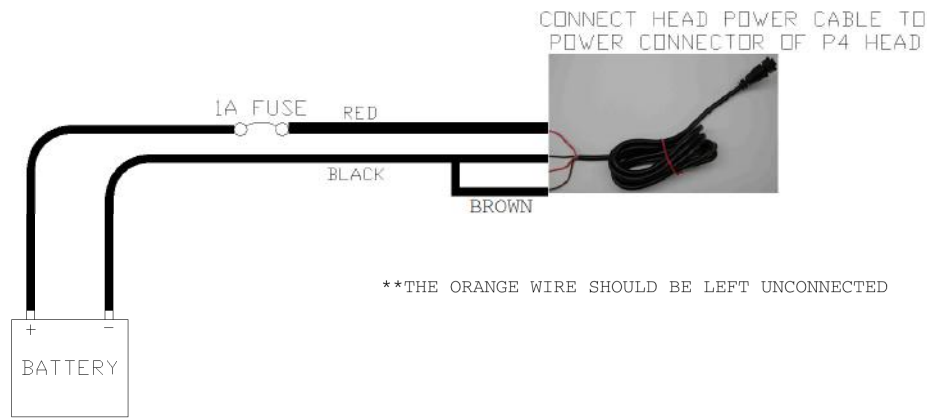 CONNECT HEAD POWER CABLE TO
POWER CONNECTOR OF P4 HEAD
1A FUSE
RED
BLACK
BROWN
**THE ORANGE WIRE SHOULD BE LEFT UNCONNECTED
+
-
BATTERY